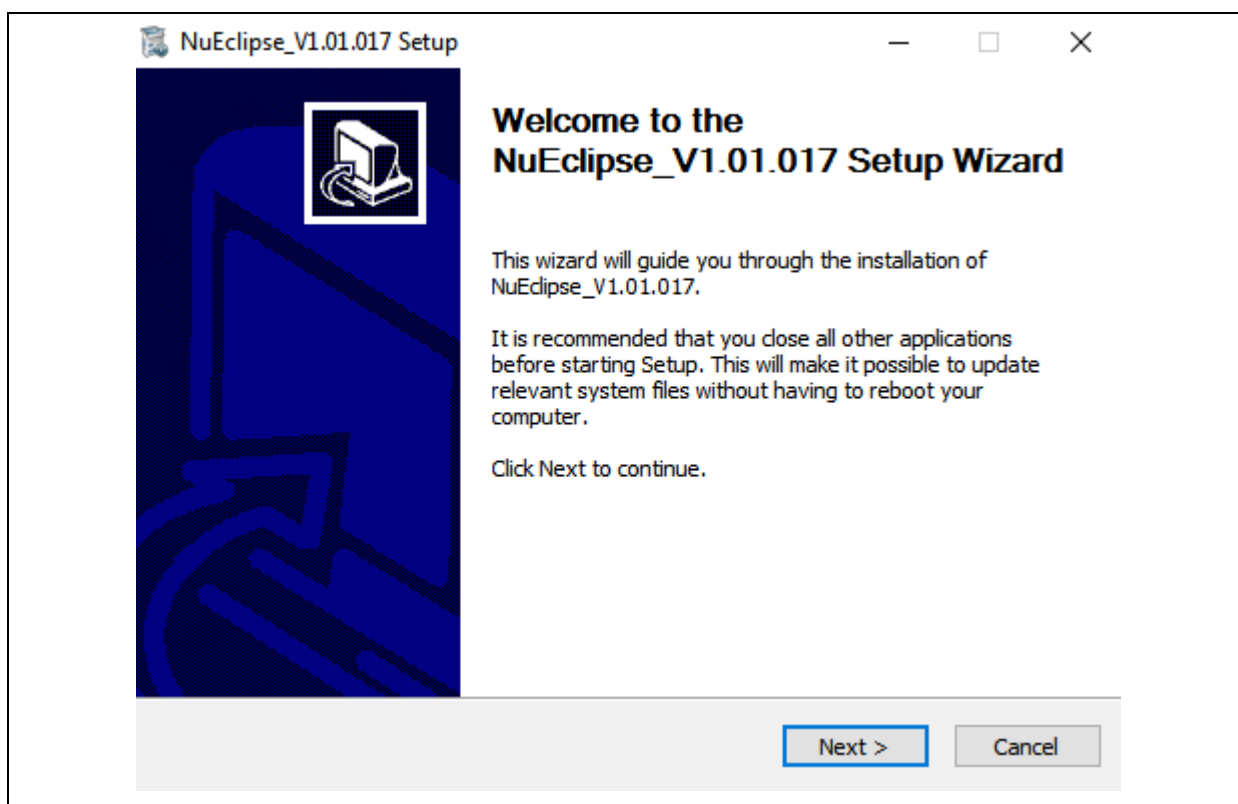 NuEclipse_V1.01.017 Setup
Welcome to the
NuEclipse_V1.01.017 Setup Wizard
This wizard will guide you through the installation of
NuEclipse_V1.01.017.
It is recommended that you close all other applications
before starting Setup. This will make it possible to update
relevant system files without having to reboot your
computer.
Click Next to continue.
Next >
Cancel